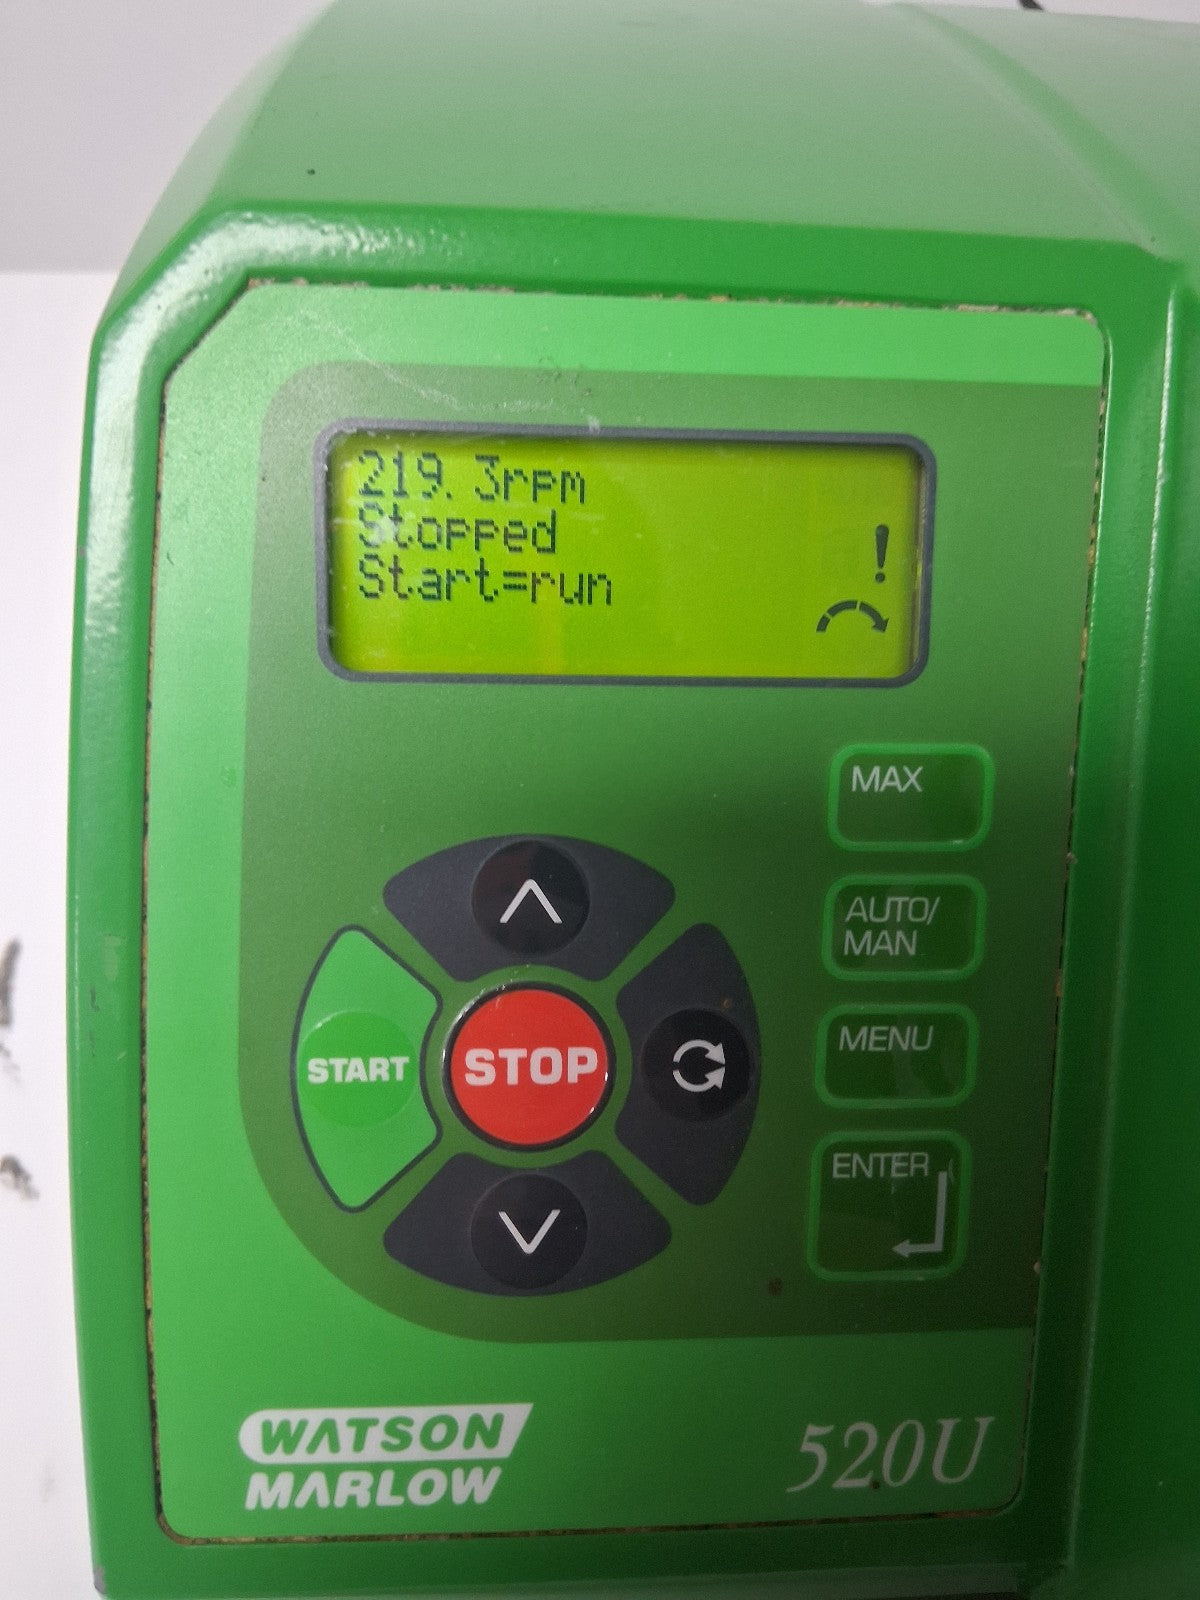 219.3rpm
Stopped
Start=run
!
MAX
AUTO/
MAN
MENU
ENTER
START
STOP
WATSON
MARLOW
520U